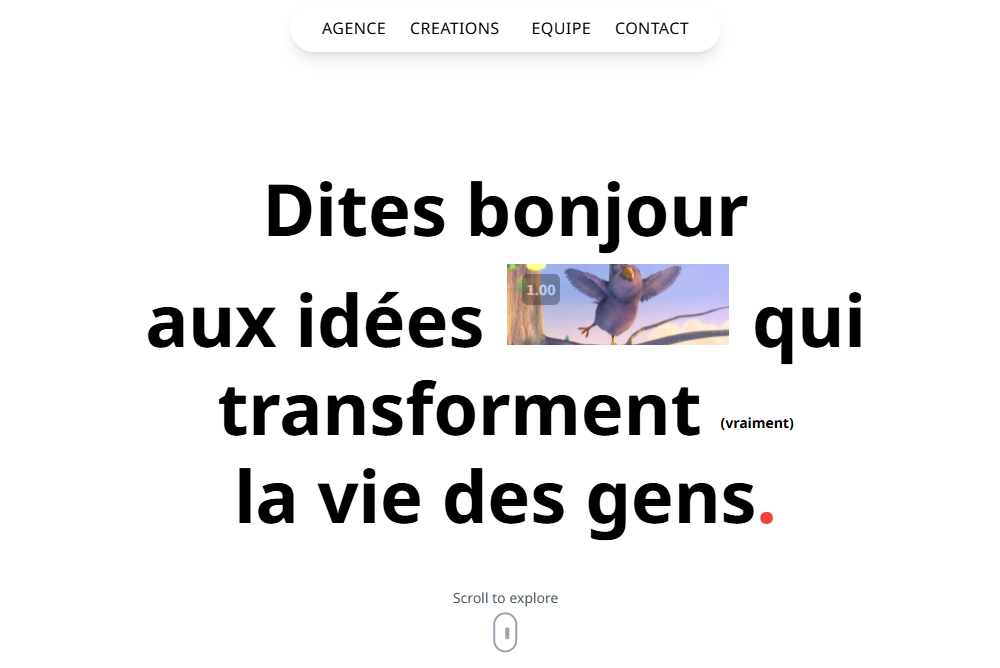 AGENCE CREATIONS EQUIPE CONTACT
Dites bonjour
aux idées 1.00 qui
transforment (vraiment)
la vie des gens.
Scroll to explore